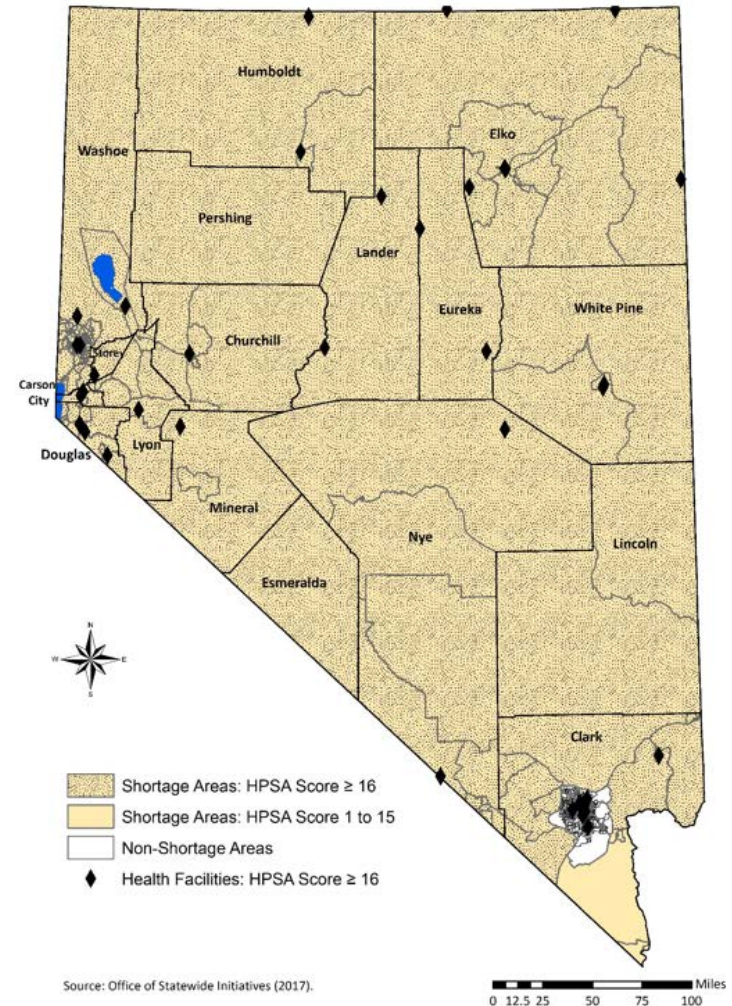 Humboldt
Elko
Washoe
Pershing
Lander
Eureka
White Pine
Churchill
Storey
Carson
City
Lyon
Douglas
Mineral
Nye
Lincoln
Esmeralda
N
W E
S
Clark
Shortage Areas: HPSA Score ≥ 16
Shortage Areas: HPSA Score 1 to 15
Non-Shortage Areas
Health Facilities: HPSA Score ≥ 16
Source: Office of Statewide Initiatives (2017).
Miles
0 12.5 25 50 75 100